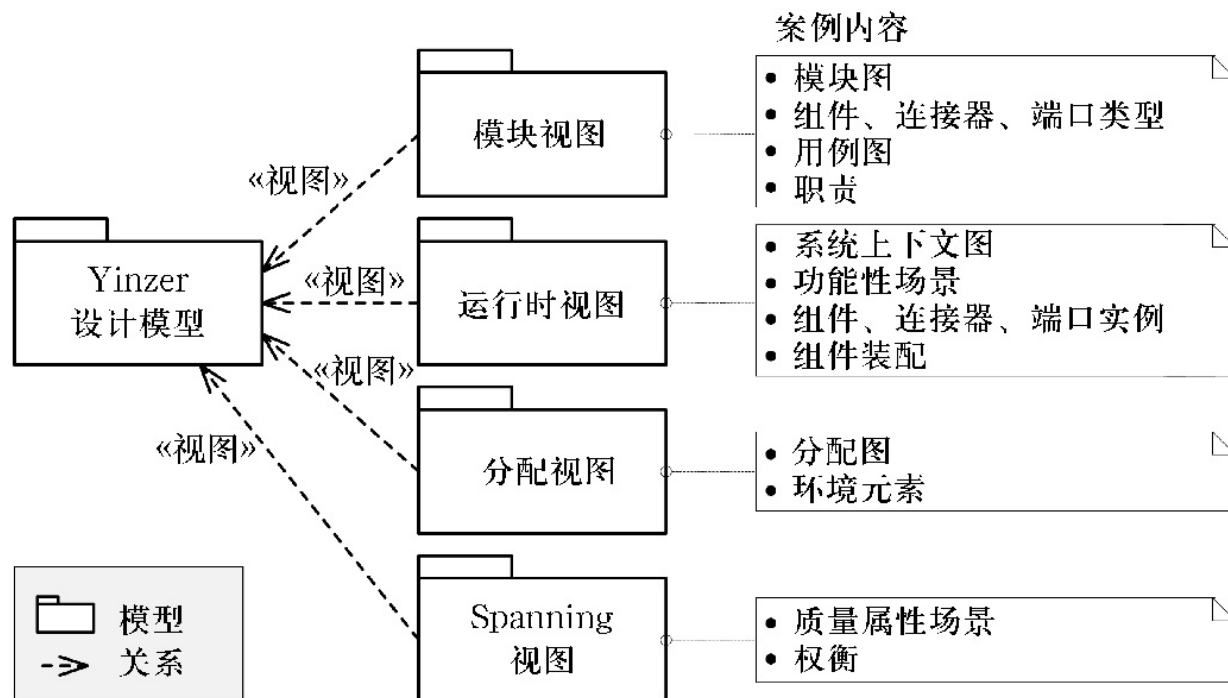 案例内容
模块视图
• 模块图
• 组件、连接器、端口类型
• 用例图
• 职责
«视图»
Yinzer
设计模型
«视图»
运行时视图
• 系统上下文图
• 功能性场景
• 组件、连接器、端口实例
• 组件装配
«视图»
分配视图
• 分配图
• 环境元素
«视图»
Spanning
视图
• 质量属性场景
• 权衡
模型
关系